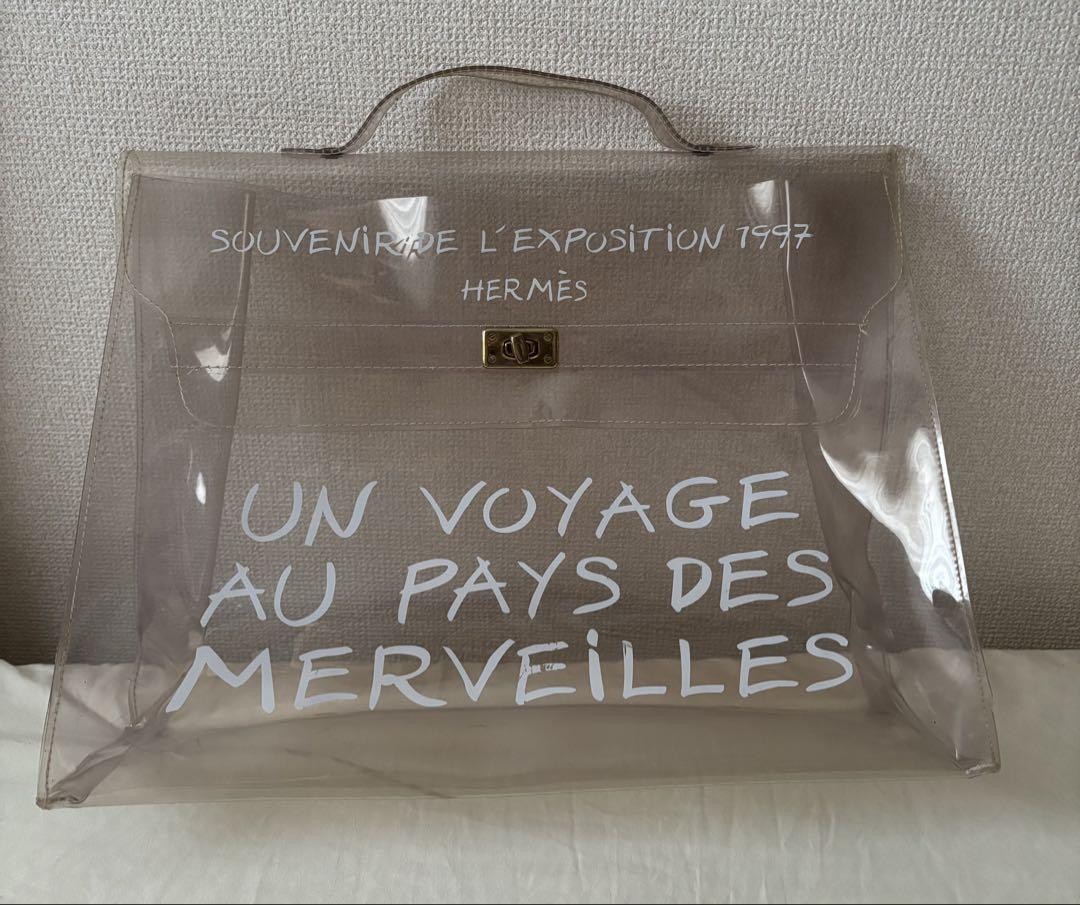 SOUVENiR DE L'EXPOSiTiON 1997
HERMÈS
UN VOYAGE
AU PAYS DES
MERVEiLLES